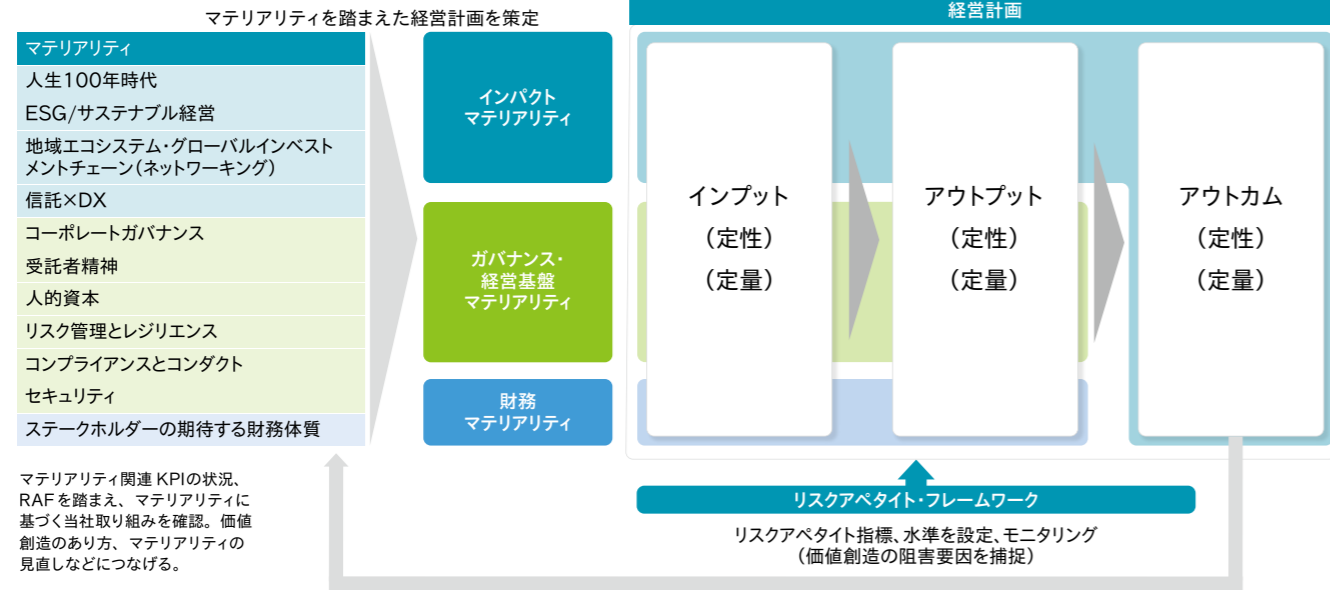 マテリアリティを踏まえた経営計画を策定
経営計画
マテリアリティ
人生100年時代
ESG/サステナブル経営
地域エコシステム・グローバルインベスト
メントチェーン(ネットワーキング)
信託×DX
コーポレートガバナンス
受託者精神
人的資本
リスク管理とレジリエンス
コンプライアンスとコンダクト
セキュリティ
ステークホルダーの期待する財務体質
インパクト
マテリアリティ
ガバナンス・
経営基盤
マテリアリティ
財務
マテリアリティ
インプット
(定性)
(定量)
アウトプット
(定性)
(定量)
アウトカム
(定性)
(定量)
リスクアペタイト・フレームワーク
リスクアペタイト指標、水準を設定、モニタリング
(価値創造の阻害要因を捕捉)
マテリアリティ関連 KPIの状況、
RAFを踏まえ、マテリアリティに
基づく当社取り組みを確認。価値
創造のあり方、マテリアリティの
見直しなどにつなげる。